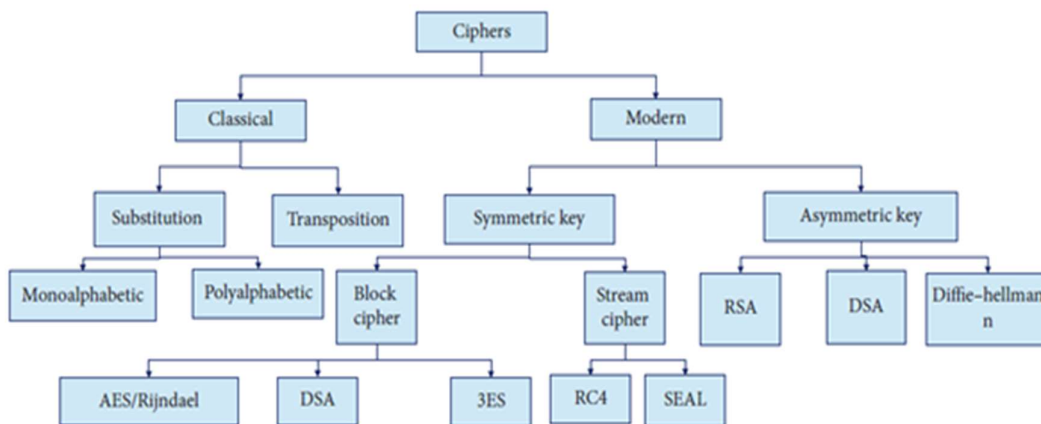 Ciphers
Classical
Modern
Substitution
Transposition
Symmetric key
Asymmetric key
Monoalphabetic
Polyalphabetic
Block
cipher
Stream
cipher
RSA
DSA
Diffie–hellman
n
AES/Rijndael
DSA
3ES
RC4
SEAL